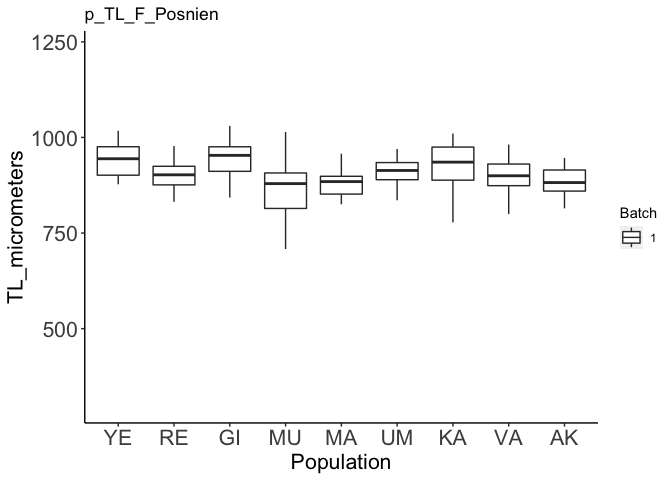 p_TL_F_Posnien
1250
1000
750
500
TL_micrometers
YE RE GI MU MA UM KA VA AK
Population
Batch
1